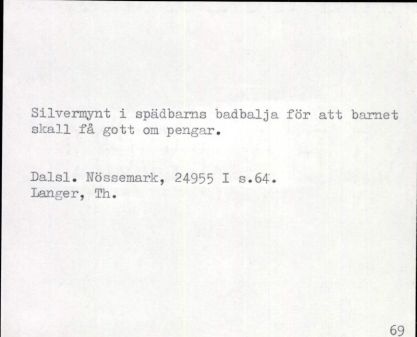 Silvermynt i spädbarns badbalja för att barnet
skall få gott om pengar.
Dalsl. Nössemark, 24955 I s.64.
Langer, Th.
69